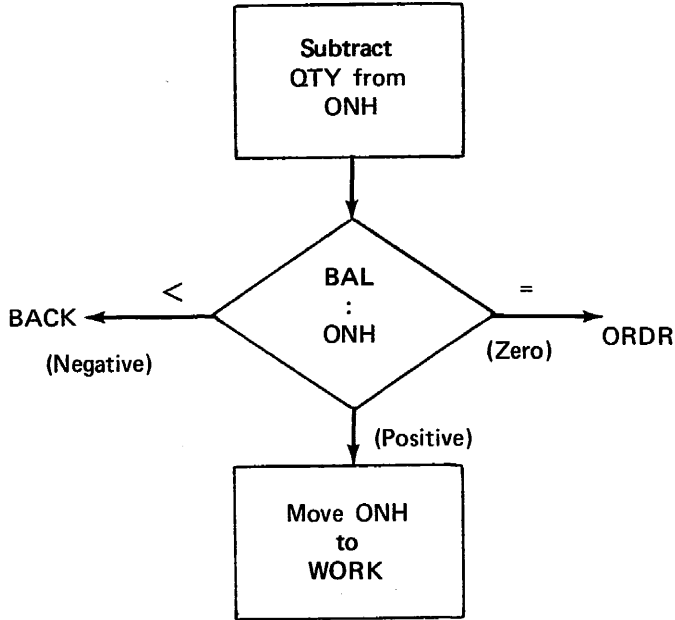 Subtract
QTY from
ONH
BAL
:
ONH
<
BACK
(Negative)
=
(Zero)
ORDR
(Positive)
Move ONH
to
WORK